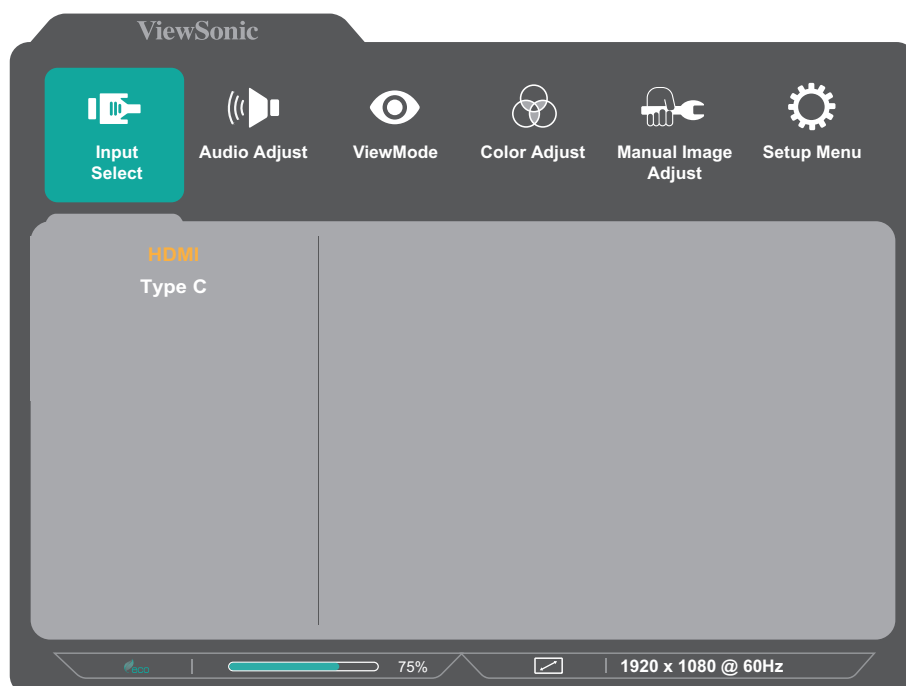 ViewSonic
Input Select
Audio Adjust
ViewMode
Color Adjust
Manual Image Adjust
Setup Menu
HDMI
Type C
eco
75%
1920 x 1080 @ 60Hz